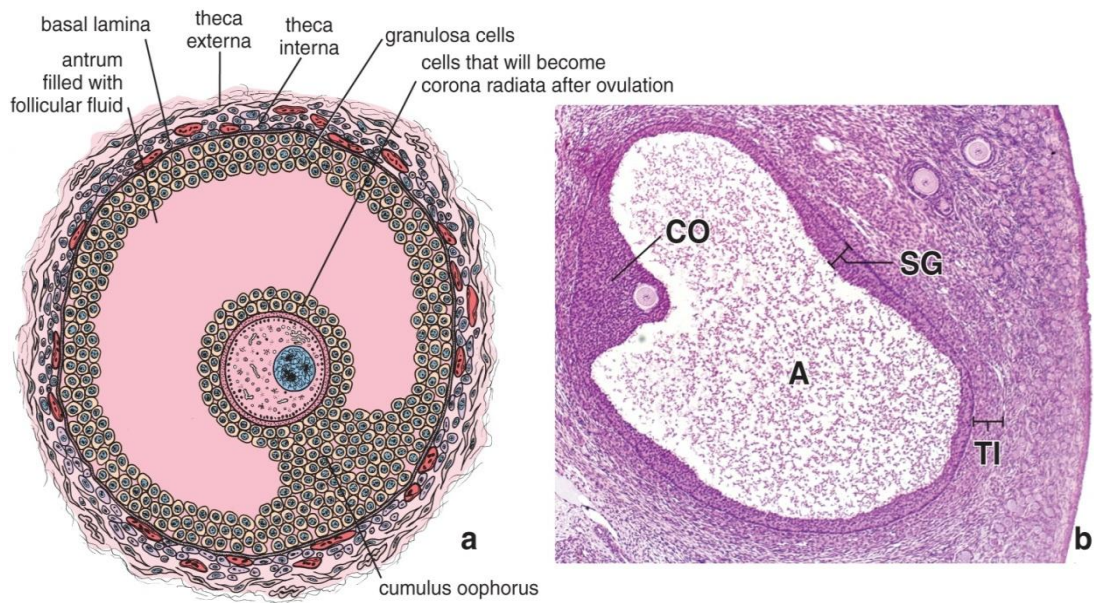 basal lamina
theca
externa
theca
interna
granulosa cells
antrum
filled with
follicular fluid
cells that will become
corona radiata after ovulation
a
cumulus oophorus
CO
SG
A
TI
b